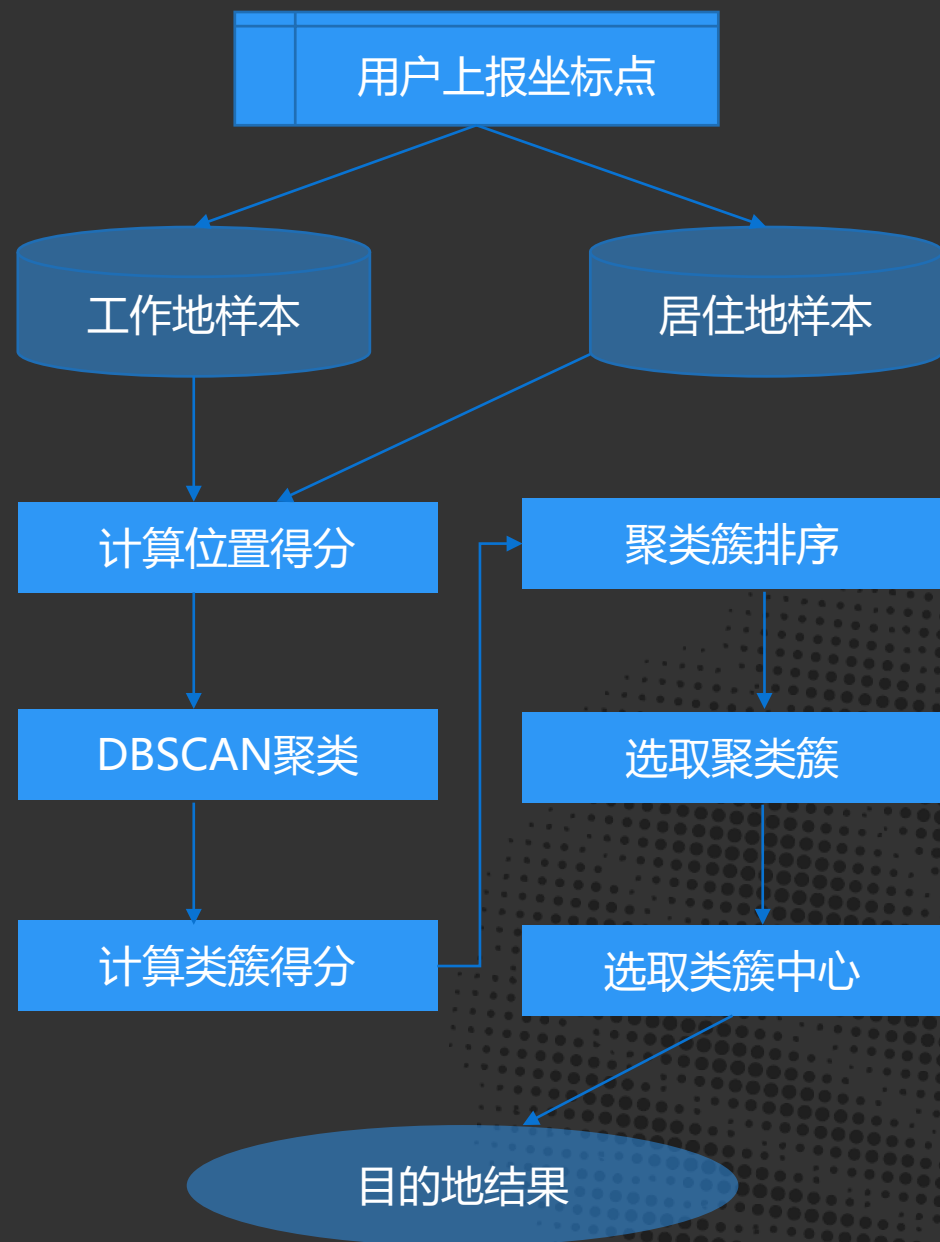 用户上报坐标点
工作地样本
居住地样本
计算位置得分
DBSCAN聚类
计算类簇得分
聚类簇排序
选取聚类簇
选取类簇中心
目的地结果